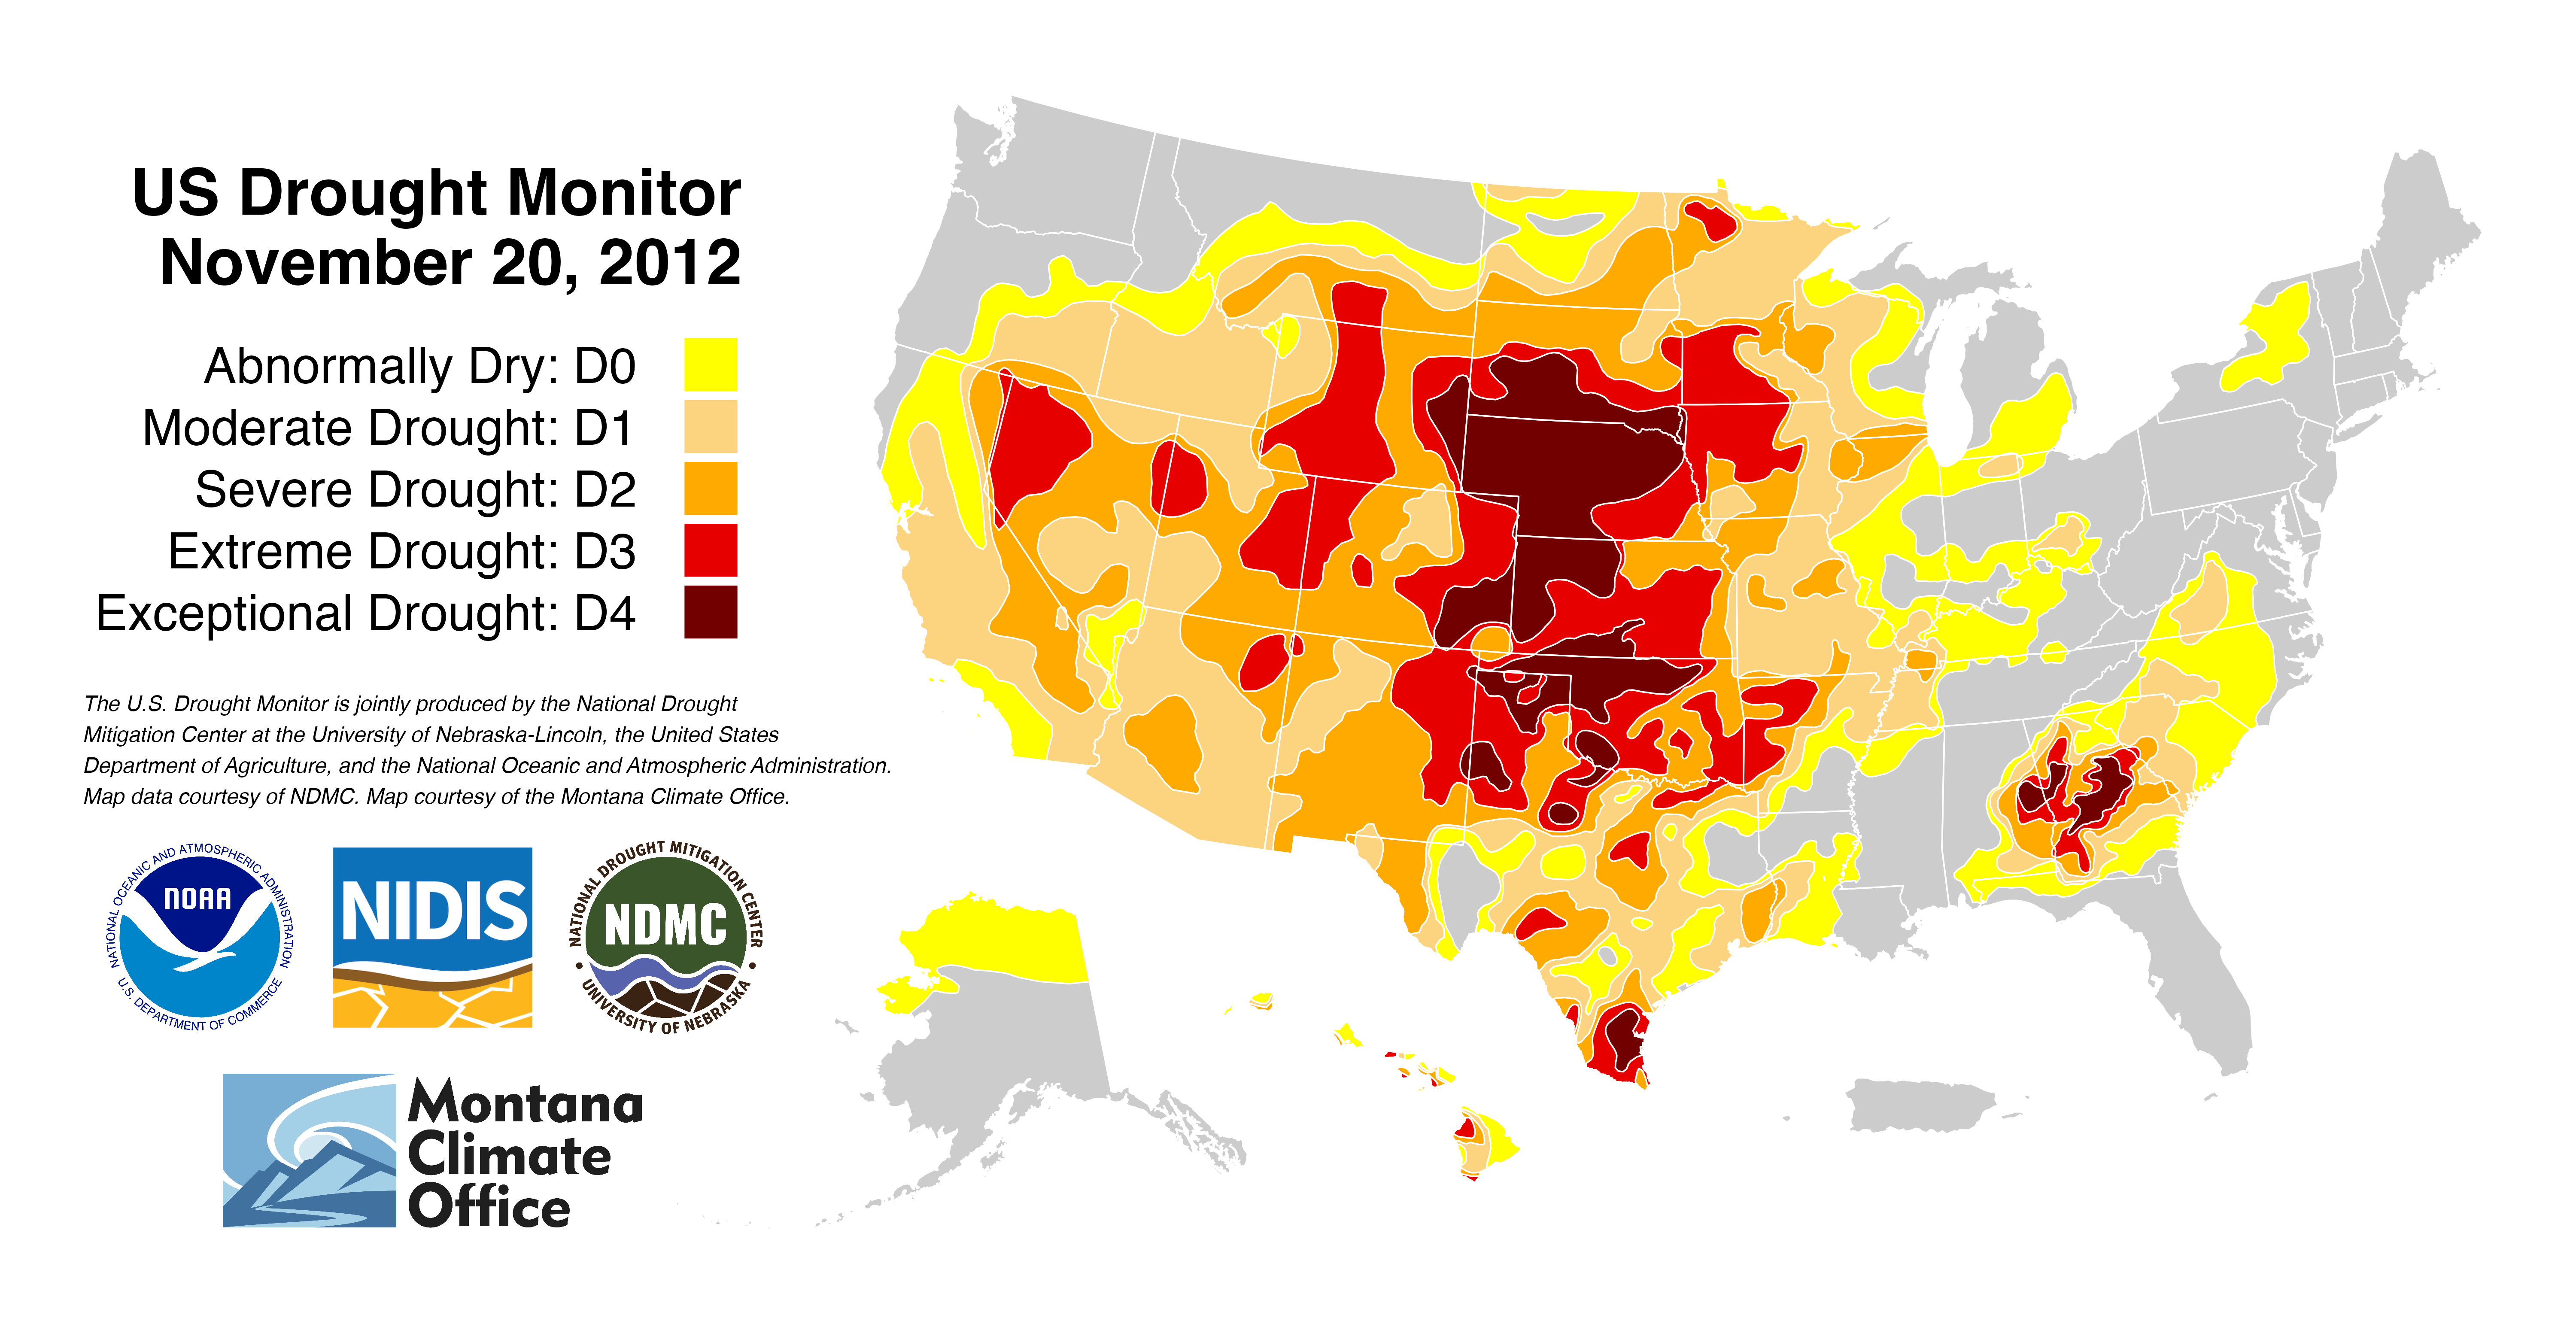 US Drought Monitor
November 20, 2012
Abnormally Dry: D0
Moderate Drought: D1
Severe Drought: D2
Extreme Drought: D3
Exceptional Drought: D4
The U.S. Drought Monitor is jointly produced by the National Drought
Mitigation Center at the University of Nebraska-Lincoln, the United States
Department of Agriculture, and the National Oceanic and Atmospheric Administration.
Map data courtesy of NDMC. Map courtesy of the Montana Climate Office.
NATIONAL OCEANIC AND ATMOSPHERIC ADMINISTRATION
NOAA
U.S. DEPARTMENT OF COMMERCE
NIDIS
NATIONAL DROUGHT MITIGATION CENTER
NDMC
UNIVERSITY OF NEBRASKA
Montana
Climate
Office